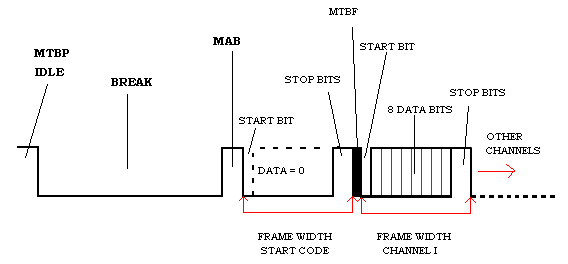 MTBP
IDLE
BREAK
MAB
START BIT
DATA = 0
STOP BITS
MTBF
START BIT
8 DATA BITS
STOP BITS
OTHER
CHANNELS
FRAME WIDTH
START CODE
FRAME WIDTH
CHANNEL I